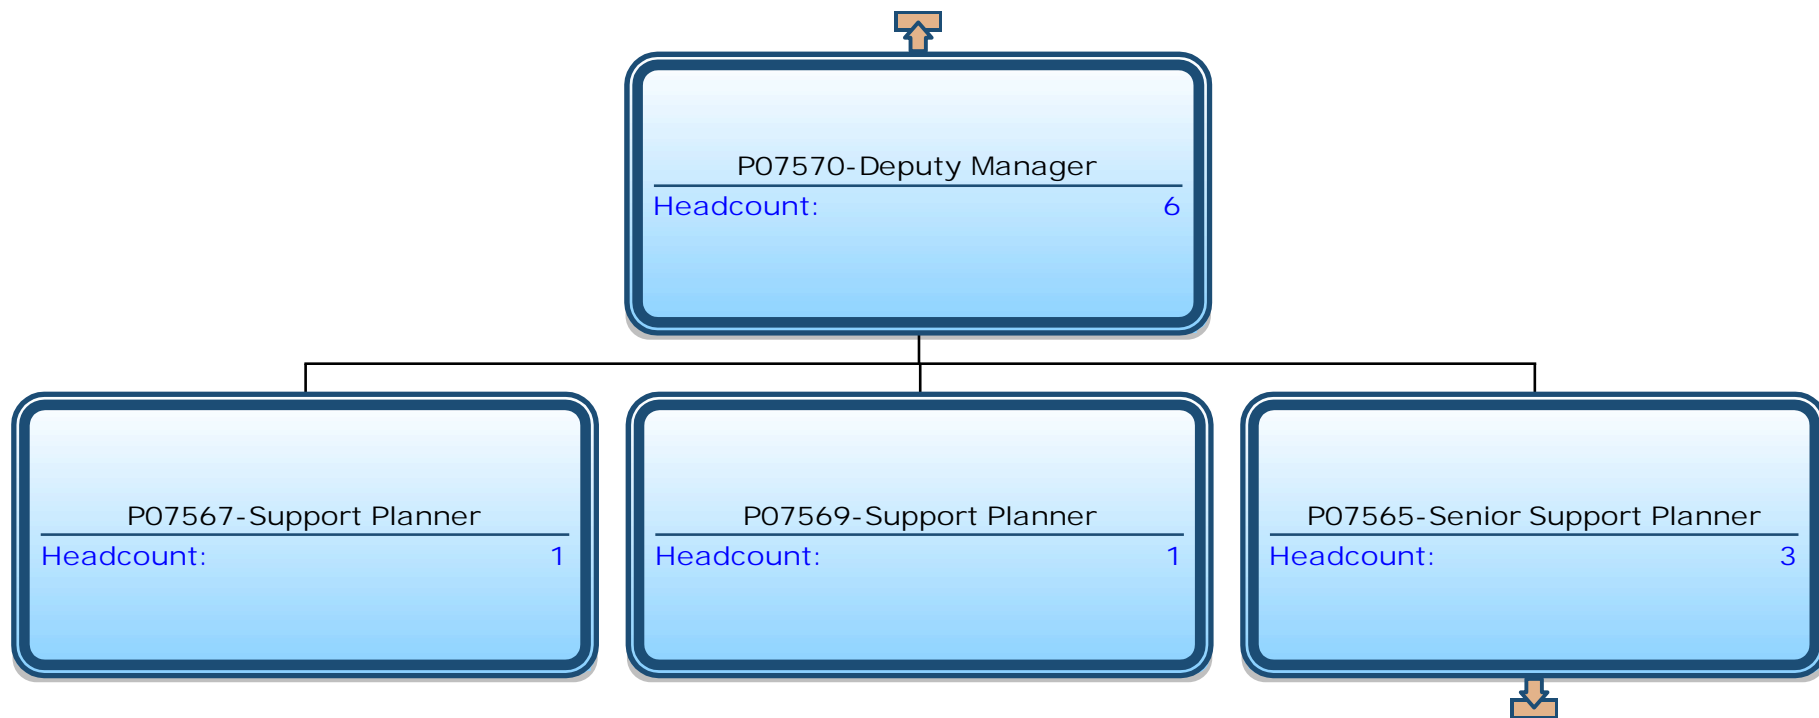 P07570-Deputy Manager
Headcount: 6
P07567-Support Planner
Headcount: 1
P07569-Support Planner
Headcount: 1
P07565-Senior Support Planner
Headcount: 3